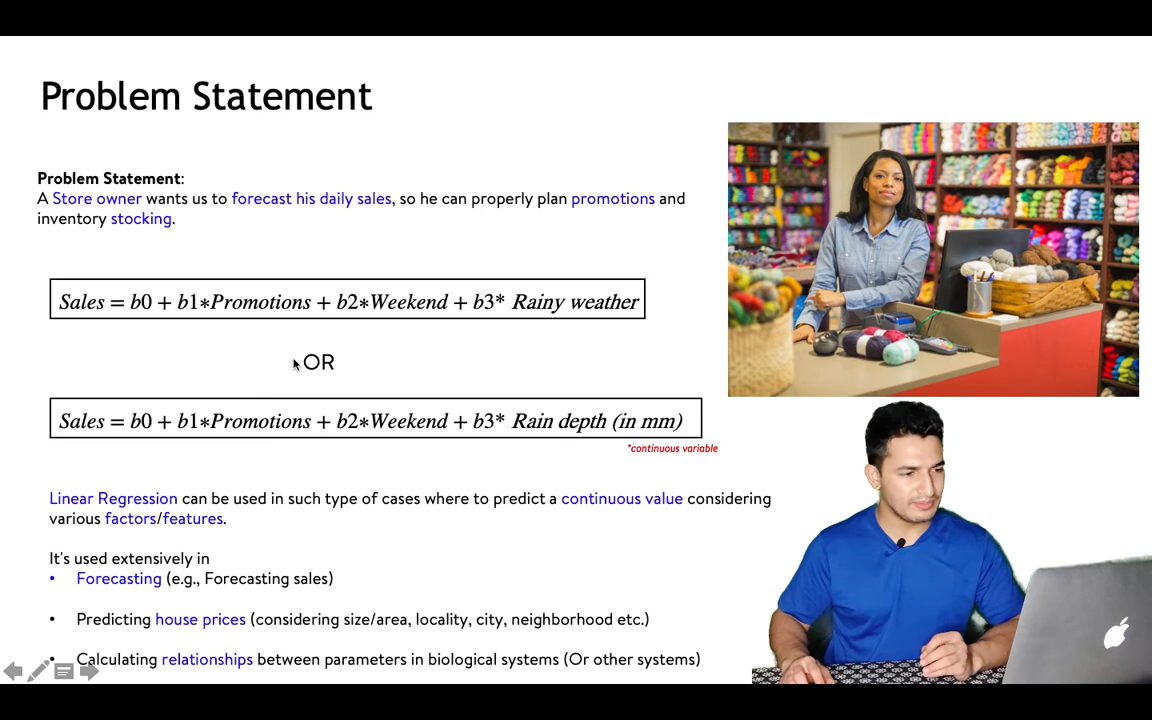 Problem Statement
Problem Statement:
A Store owner wants us to forecast his daily sales, so he can properly plan promotions and
inventory stocking.
Sales = b0 + b1*Promotions + b2*Weekend + b3* Rainy weather
OR
Sales = b0 + b1*Promotions + b2*Weekend + b3* Rain depth (in mm)
*continuous variable
Linear Regression can be used in such type of cases where to predict a continuous value considering
various factors/features.
It's used extensively in
• Forecasting (e.g., Forecasting sales)
• Predicting house prices (considering size/area, locality, city, neighborhood etc.)
• Calculating relationships between parameters in biological systems (Or other systems)